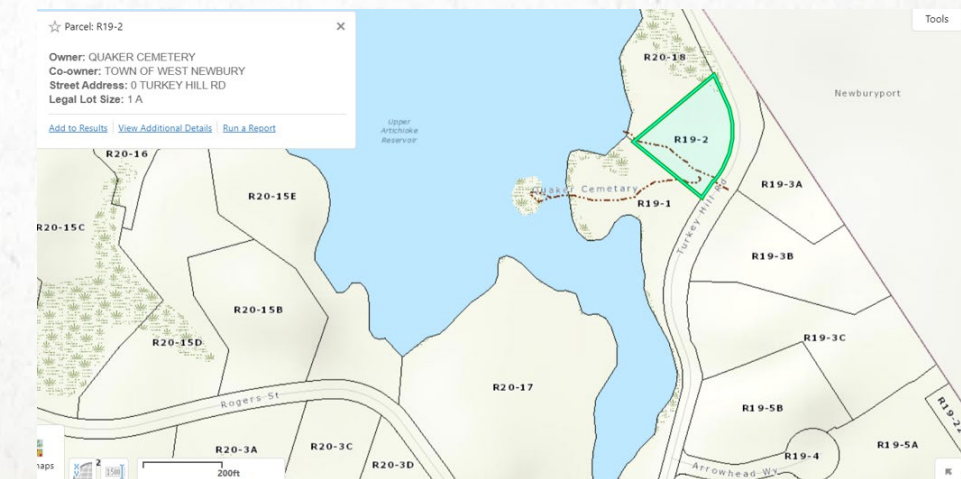 Parcel: R19-2
Owner: QUAKER CEMETERY
Co-owner: TOWN OF WEST NEWBURY
Street Address: 0 TURKEY HILL RD
Legal Lot Size: 1 A
Add to Results View Additional Details Run a Report
Tools
R20-18
Newburyport
Upper
Artichoke
Reservoir
R19-2
R20-16
R20-15E
Quaker Cemetary
R19-3A
R19-1
R20-15C
Turkey Hill Rd
R19-3B
R20-15B
R20-15D
R19-3C
R20-17
Rogers St
R19-5B
R20-3A
R20-3C
R20-3D
R19-4
R19-5A
Arrowhead Wy
aps
2
200ft